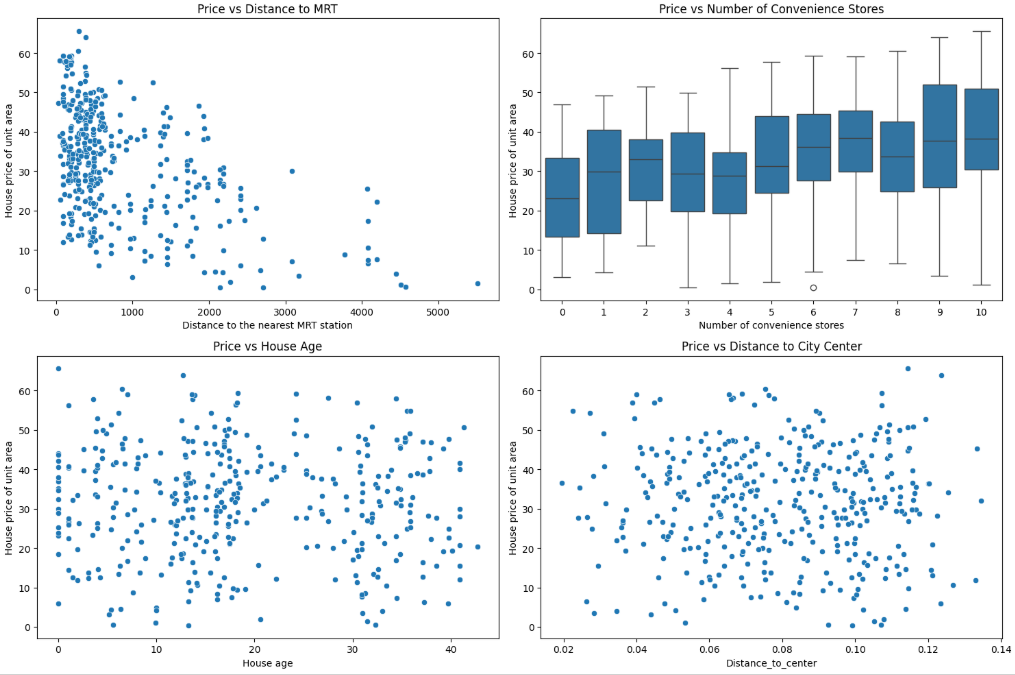 Price vs Distance to MRT
House price of unit area
60
50
40
30
20
10
0
0 1000 2000 3000 4000 5000
Distance to the nearest MRT station
Price vs Number of Convenience Stores
House price of unit area
60
50
40
30
20
10
0
0 1 2 3 4 5 6 7 8 9 10
Number of convenience stores
Price vs House Age
House price of unit area
60
50
40
30
20
10
0
0 10 20 30 40
House age
Price vs Distance to City Center
House price of unit area
60
50
40
30
20
10
0
0.02 0.04 0.06 0.08 0.10 0.12 0.14
Distance_to_center